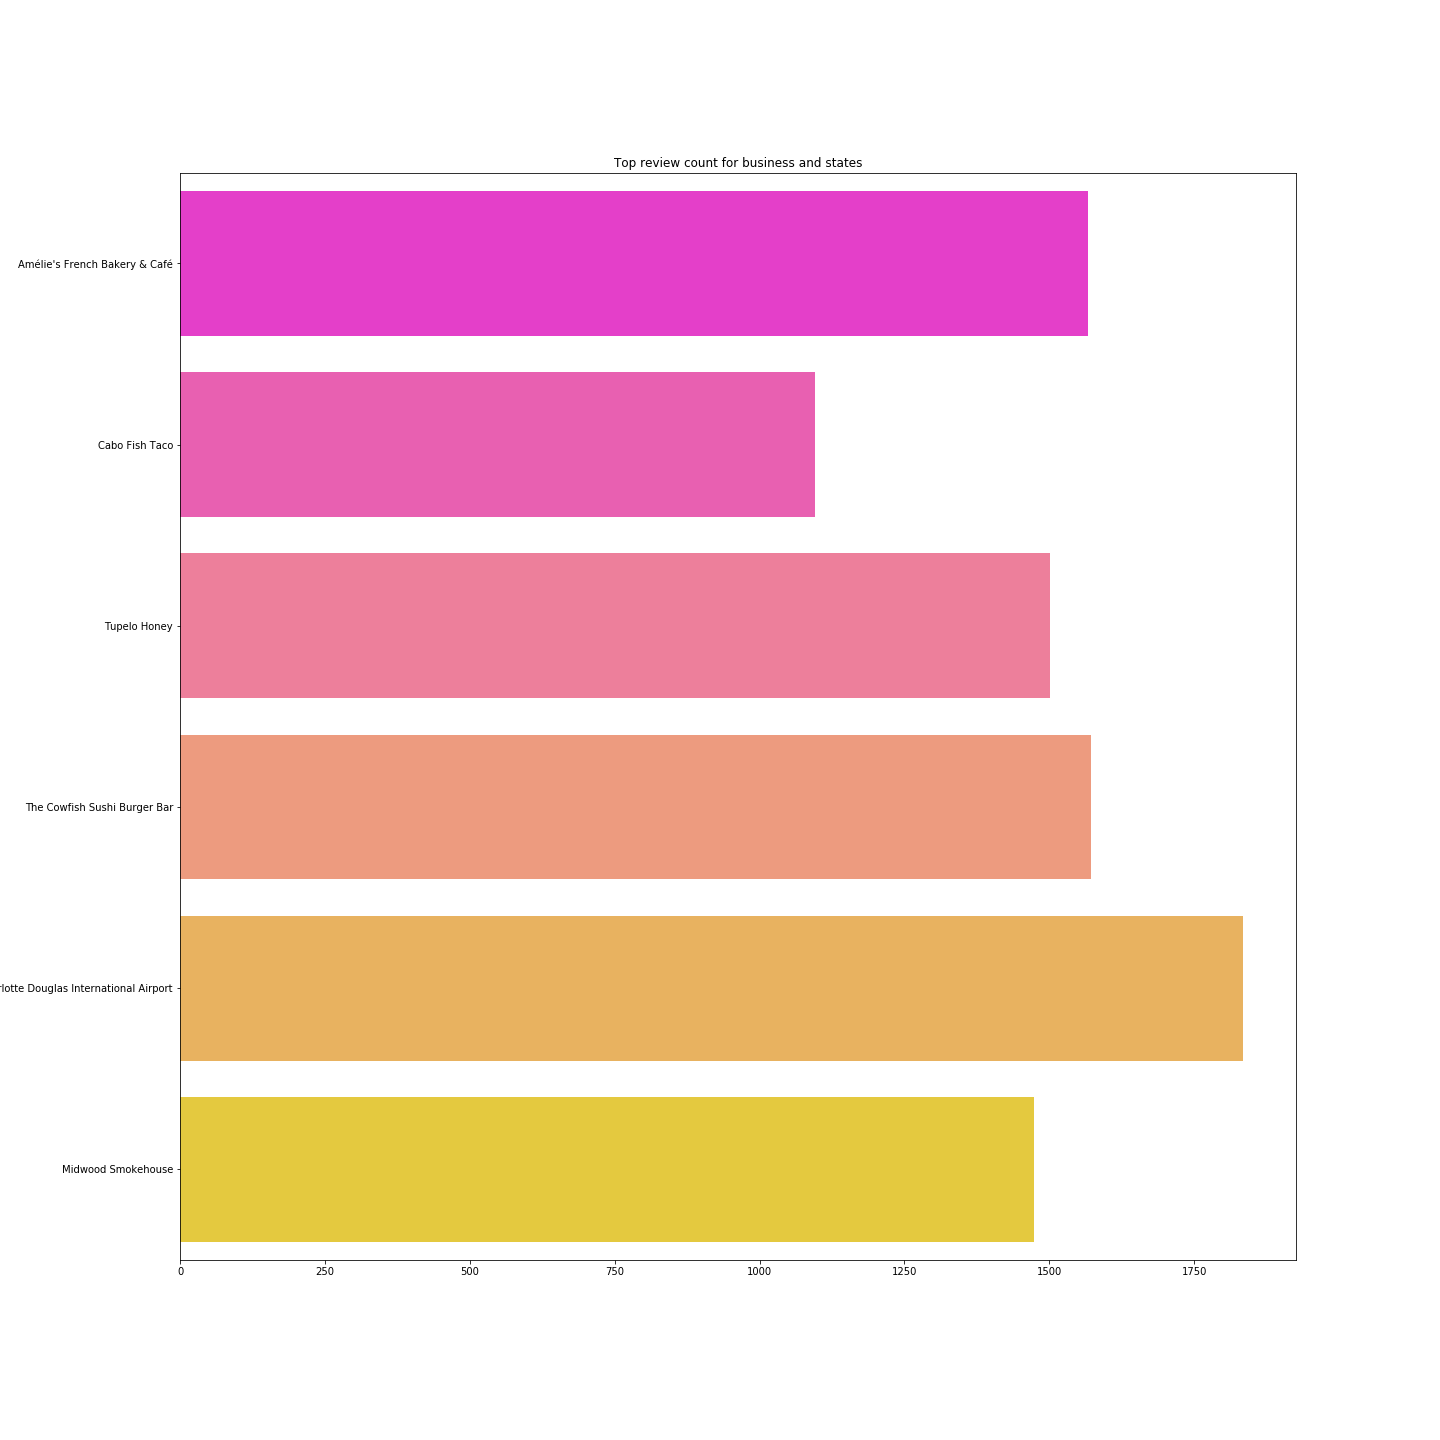 Top review count for business and states
Amélie's French Bakery & Café
Cabo Fish Taco
Tupelo Honey
The Cowfish Sushi Burger Bar
rlotte Douglas International Airport
Midwood Smokehouse
0 250 500 750 1000 1250 1500 1750